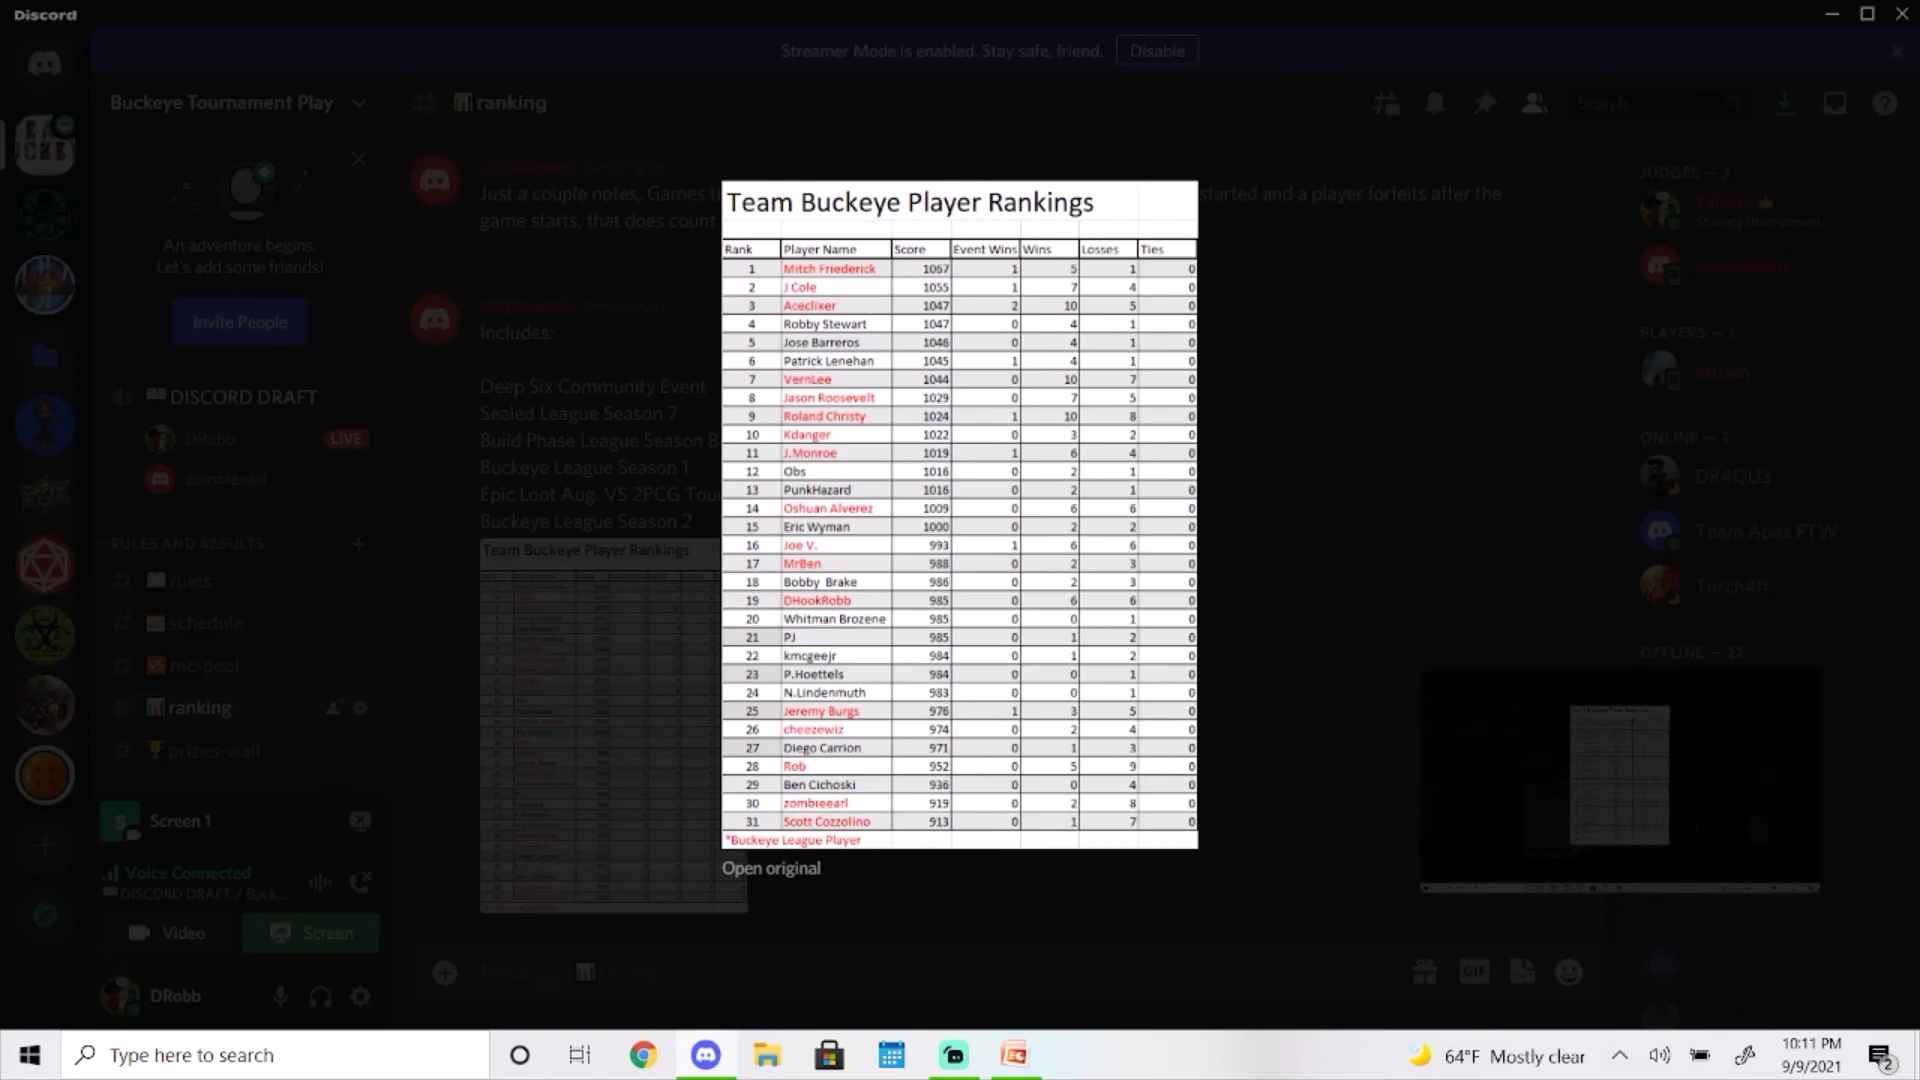 Discord
Streamer Mode is enabled. Stay safe, friend. Disable
Buckeye Tournament Play
ranking
Search
An adventure begins.
Let's add some friends!
Invite People
DISCORD DRAFT
DRobb LIVE
zombieearl
RULES AND RESULTS
rules
schedule
VS mc-pool
ranking
prizes-wall
S Screen 1
Voice Connected
DISCORD DRAFT / Buck...
Video Screen
DRobb
Just a couple notes, Games t
started and a player forfeits after the
game starts, that does count
Includes:
Deep Six Community Event
Sealed League Season 7
Build Phase League Season 8
Buckeye League Season 1
Epic Loot Aug. VS 2PCG Tour
Buckeye League Season 2
Team Buckeye Player Rankings
Team Buckeye Player Rankings
Rank Player Name Score Event Wins Wins Losses Ties
1 Mitch Friederick 1067 1 5 1 0
2 J Cole 1055 1 7 4 0
3 Aceclixer 1047 2 10 5 0
4 Robby Stewart 1047 0 4 1 0
5 Jose Barreros 1046 0 4 1 0
6 Patrick Lenehan 1045 1 4 1 0
7 VernLee 1044 0 10 7 0
8 Jason Roosevelt 1029 0 7 5 0
9 Roland Christy 1024 1 10 8 0
10 Kdanger 1022 0 3 2 0
11 J.Monroe 1019 1 6 4 0
12 Obs 1016 0 2 1 0
13 PunkHazard 1016 0 2 1 0
14 Oshuan Alverez 1009 0 6 6 0
15 Eric Wyman 1000 0 2 2 0
16 Joe V. 993 1 6 6 0
17 MrBen 988 0 2 3 0
18 Bobby Brake 986 0 2 3 0
19 DHookRobb 985 0 6 6 0
20 Whitman Brozene 985 0 0 1 0
21 PJ 985 0 1 2 0
22 kmcgeejr 984 0 1 2 0
23 P.Hoettels 984 0 0 1 0
24 N.Lindenmuth 983 0 0 1 0
25 Jeremy Burgs 976 1 3 5 0
26 cheezewiz 974 0 2 4 0
27 Diego Carrion 971 0 1 3 0
28 Rob 952 0 5 9 0
29 Ben Cichoski 936 0 0 4 0
30 zombieearl 919 0 2 8 0
31 Scott Cozzolino 913 0 1 7 0
*Buckeye League Player
Open original
GIF
JUDGES — 2
Sharing their screen
PLAYERS — 1
mrben
ONLINE — 3
DR4QU3
Team Apex FTW
Torch4ff
OFFLINE — 22
Type here to search
64°F Mostly clear
10:11 PM
9/9/2021
2